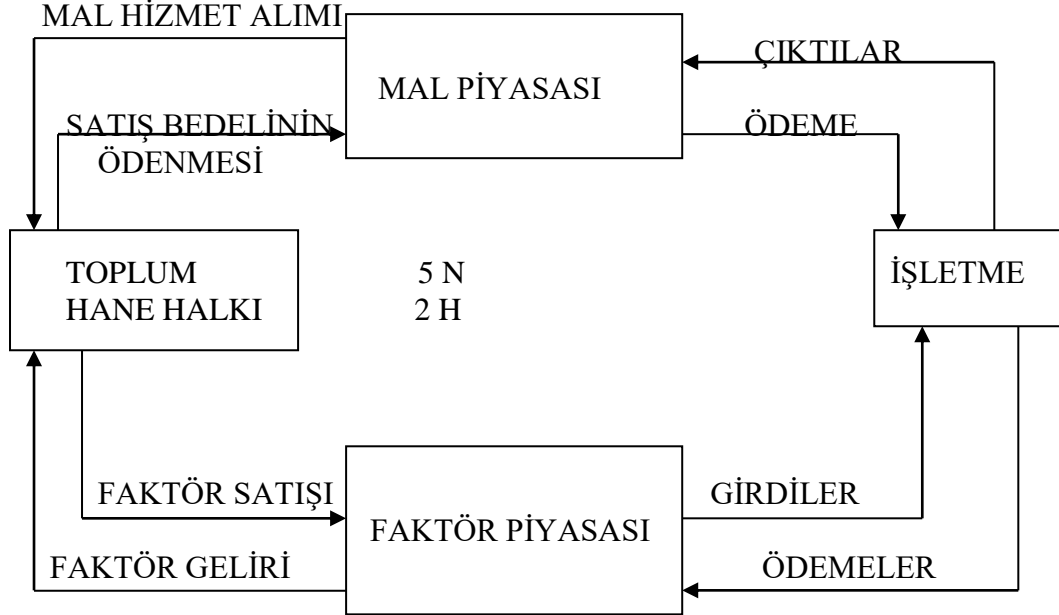 MAL HİZMET ALIMI
MAL PİYASASI
ÇIKTILAR
SATIŞ BEDELİNİN
ÖDENMESİ
ÖDEME
TOPLUM
HANE HALKI
5 N
2 H
İŞLETME
FAKTÖR SATIŞI
FAKTÖR PİYASASI
GİRDİLER
FAKTÖR GELİRİ
ÖDEMELER